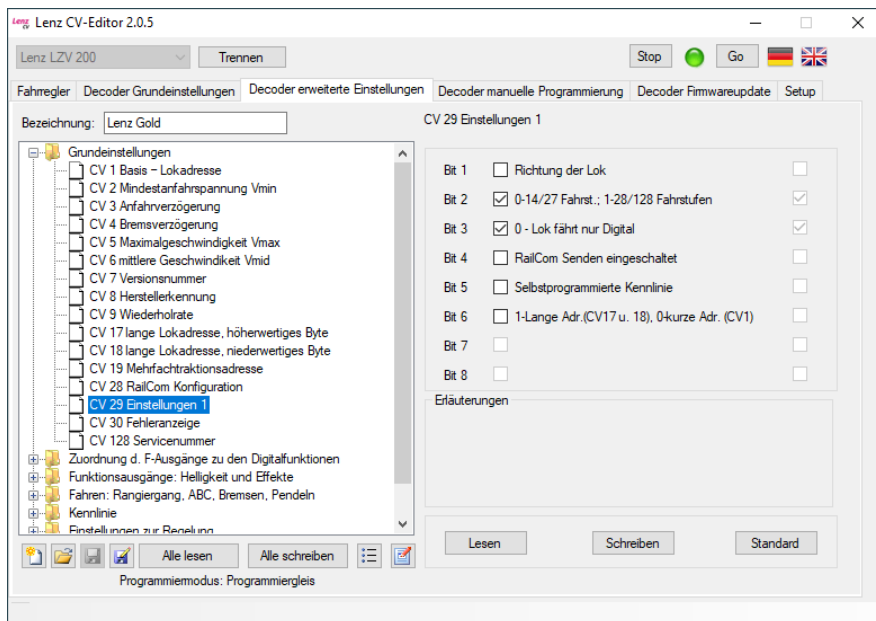 Lenz CV Lenz CV-Editor 2.0.5
Lenz LZV 200 Trennen Stop Go
Fahrregler Decoder Grundeinstellungen Decoder erweiterte Einstellungen Decoder manuelle Programmierung Decoder Firmwareupdate Setup
Bezeichnung: Lenz Gold
Grundeinstellungen
CV 1 Basis – Lokadresse
CV 2 Mindestanfahrspannung Vmin
CV 3 Anfahrverzögerung
CV 4 Bremsverzögerung
CV 5 Maximalgeschwindigkeit Vmax
CV 6 mittlere Geschwindikeit Vmid
CV 7 Versionsnummer
CV 8 Herstellerkennung
CV 9 Wiederholrate
CV 17 lange Lokadresse, höherwertiges Byte
CV 18 lange Lokadresse, niederwertiges Byte
CV 19 Mehrfachtraktionsadresse
CV 28 RailCom Konfiguration
CV 29 Einstellungen 1
CV 30 Fehleranzeige
CV 128 Servicenummer
Zuordnung d. F-Ausgänge zu den Digitalfunktionen
Funktionsausgänge: Helligkeit und Effekte
Fahren: Rangiergang, ABC, Bremsen, Pendeln
Kennlinie
Einstellungen zur Regelung
Alle lesen Alle schreiben
Programmiermodus: Programmiergleis
CV 29 Einstellungen 1
Bit 1 Richtung der Lok
Bit 2 0-14/27 Fahrst.; 1-28/128 Fahrstufen
Bit 3 0 - Lok fährt nur Digital
Bit 4 RailCom Senden eingeschaltet
Bit 5 Selbstprogrammierte Kennlinie
Bit 6 1-Lange Adr.(CV17 u. 18), 0-kurze Adr. (CV1)
Bit 7
Bit 8
Erläuterungen
Lesen Schreiben Standard